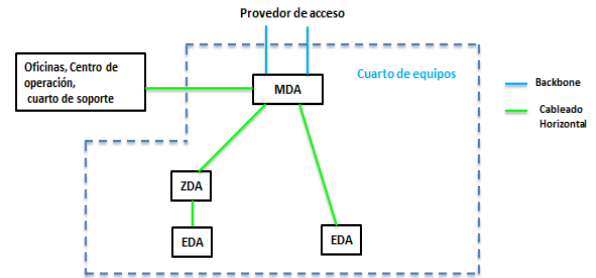 Provedor de acceso
Oficinas, Centro de
operación,
cuarto de soporte
MDA
Cuarto de equipos
Backbone
Cableado
Horizontal
ZDA
EDA
EDA